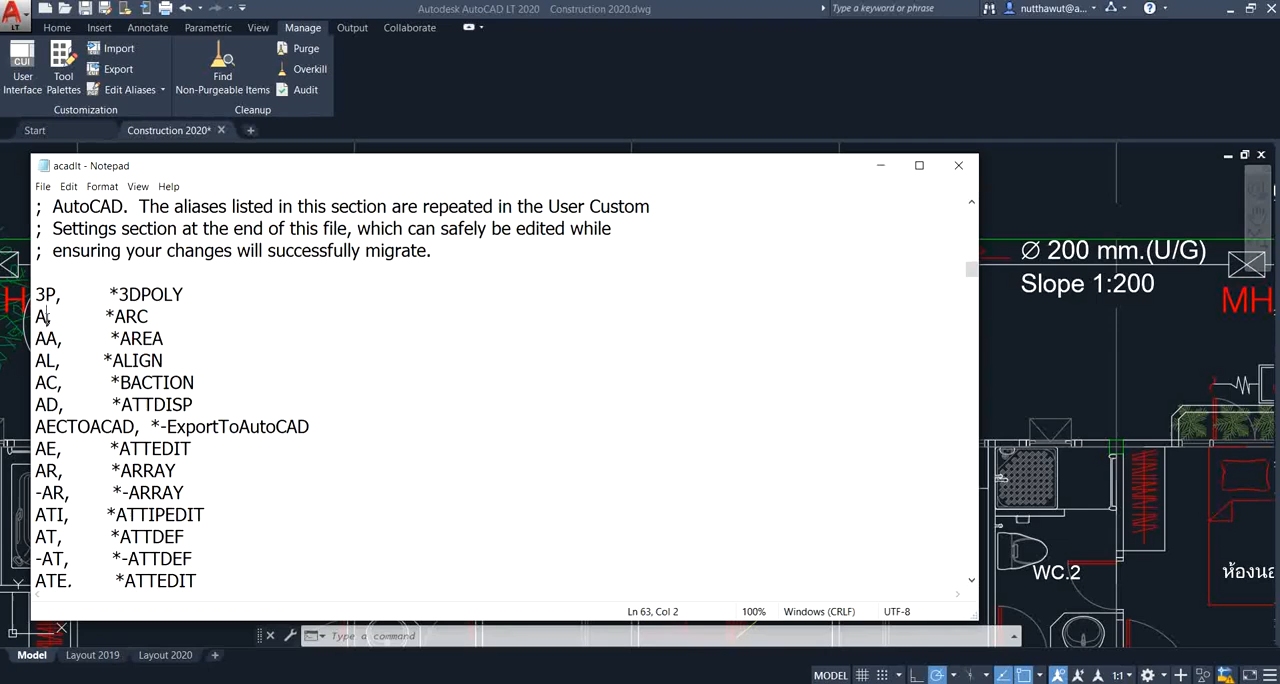 Autodesk AutoCAD LT 2020 Construction 2020.dwg
Type a keyword or phrase
nutthawut@a...
LT
Home Insert Annotate Parametric View Manage Output Collaborate
CUI
User Interface
Tool Palettes
Import
Export
Edit Aliases
Customization
Find
Non-Purgeable Items
Purge
Overkill
Audit
Cleanup
Start Construction 2020*
acadlt - Notepad
File Edit Format View Help
; AutoCAD. The aliases listed in this section are repeated in the User Custom
; Settings section at the end of this file, which can safely be edited while
; ensuring your changes will successfully migrate.
3P, *3DPOLY
A, *ARC
AA, *AREA
AL, *ALIGN
AC, *BACTION
AD, *ATTDISP
AECTOACAD, *-ExportToAutoCAD
AE, *ATTEDIT
AR, *ARRAY
-AR, *-ARRAY
ATI, *ATTIPEDIT
AT, *ATTDEF
-AT, *-ATTDEF
ATE, *ATTEDIT
Ln 63, Col 2 100% Windows (CRLF) UTF-8
Ø 200 mm.(U/G)
Slope 1:200
MH
H
WC.2
ห้องนอ
Type a command
Model Layout 2019 Layout 2020
MODEL 1:1